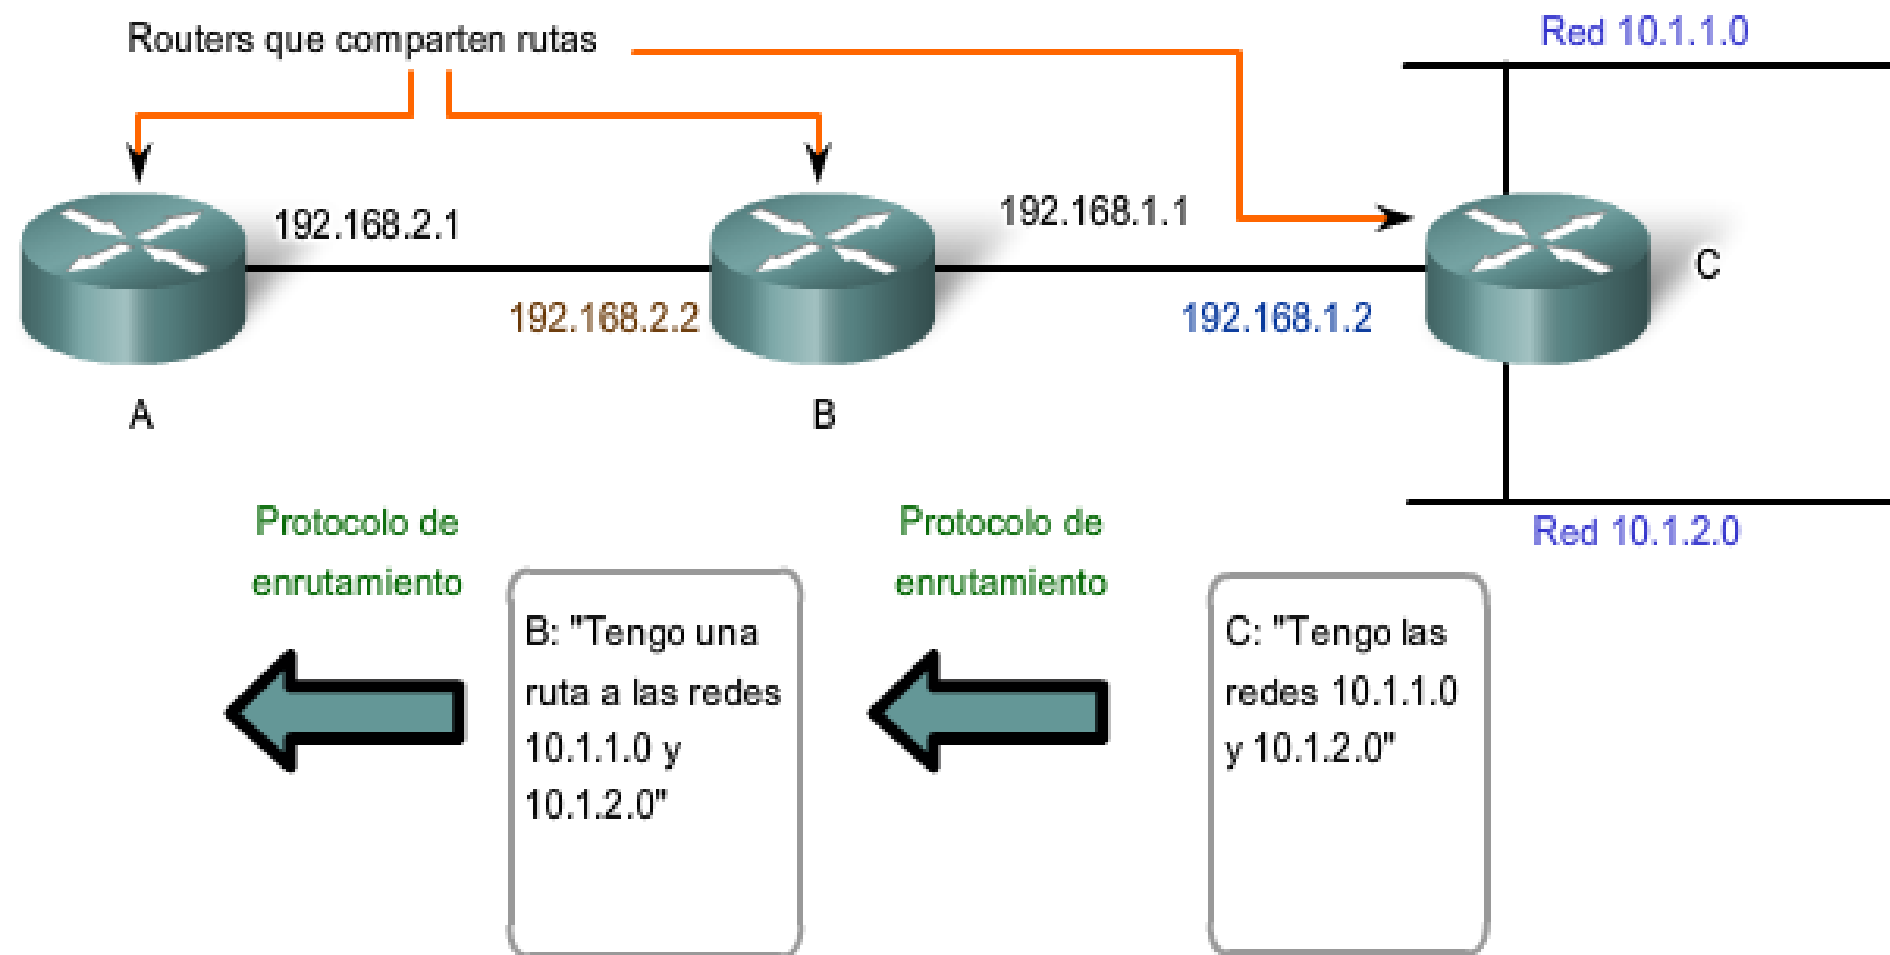 Routers que comparten rutas
Red 10.1.1.0
192.168.2.1
192.168.1.1
C
192.168.2.2
192.168.1.2
A
B
Red 10.1.2.0
Protocolo de
enrutamiento
B: "Tengo una
ruta a las redes
10.1.1.0 y
10.1.2.0"
Protocolo de
enrutamiento
C: "Tengo las
redes 10.1.1.0
y 10.1.2.0"